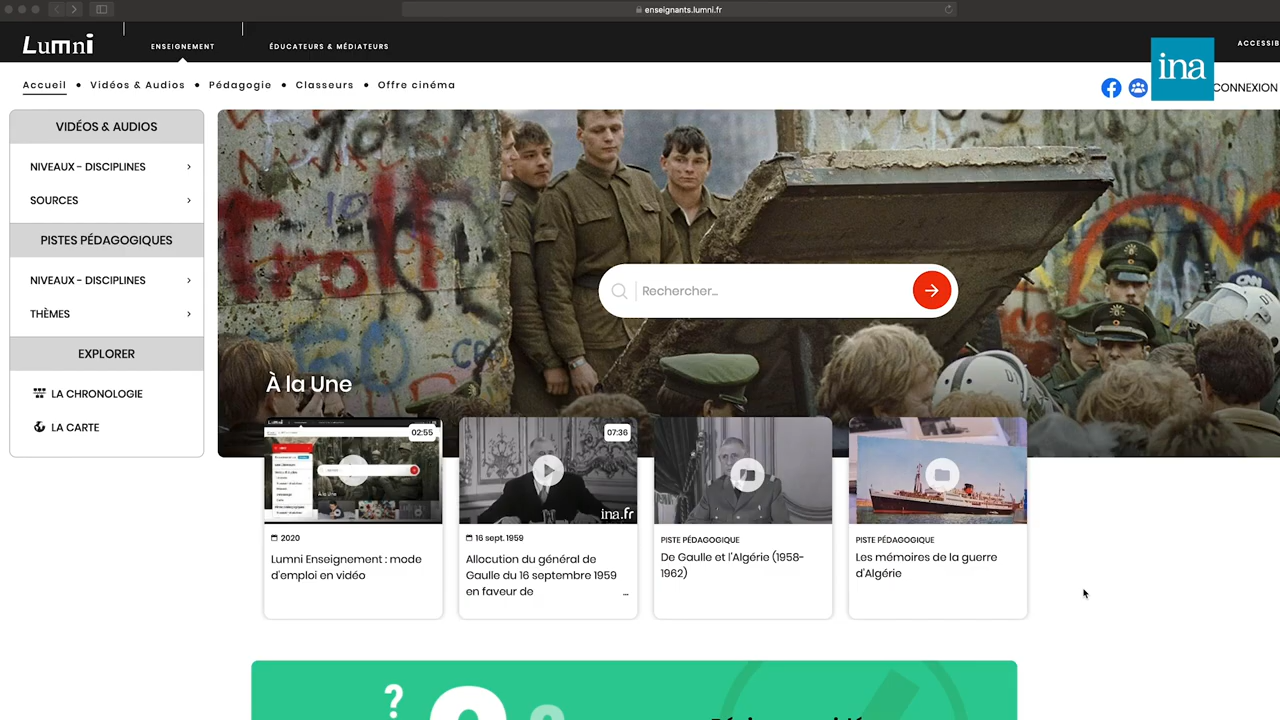 enseignants.lumni.fr
Lumni
ENSEIGNEMENT
ÉDUCATEURS & MÉDIATEURS
ACCESSIB
ina
Accueil • Vidéos & Audios • Pédagogie • Classeurs • Offre cinéma
CONNEXION
VIDÉOS & AUDIOS
NIVEAUX - DISCIPLINES
SOURCES
PISTES PÉDAGOGIQUES
NIVEAUX - DISCIPLINES
THÈMES
EXPLORER
LA CHRONOLOGIE
LA CARTE
Rechercher...
À la Une
02:55
2020
Lumni Enseignement : mode
d'emploi en vidéo
07:36
ina.fr
16 sept. 1959
Allocution du général de
Gaulle du 16 septembre 1959
en faveur de ...
PISTE PÉDAGOGIQUE
De Gaulle et l'Algérie (1958-
1962)
PISTE PÉDAGOGIQUE
Les mémoires de la guerre
d'Algérie